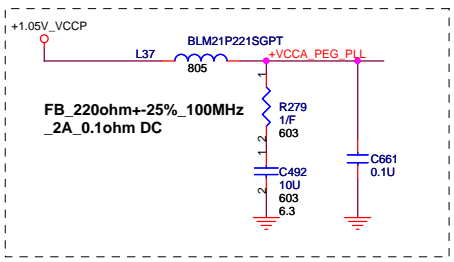 +1.05V_VCCP
BLM21P221SGPT
L37
+VCCA_PEG_PLL
805
1
FB_220ohm+-25%_100MHz
_2A_0.1ohm DC
R279
1/F
603
2
1
C492
10U
603
6.3
2
C661
0.1U